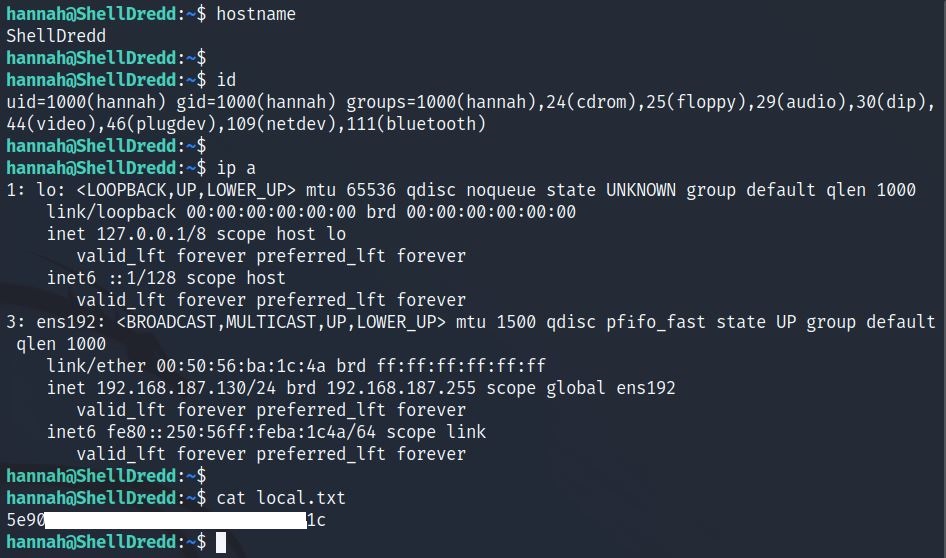 hannah@ShellDredd:~$ hostname
ShellDredd
hannah@ShellDredd:~$
hannah@ShellDredd:~$ id
uid=1000(hannah) gid=1000(hannah) groups=1000(hannah),24(cdrom),25(floppy),29(audio),30(dip),
44(video),46(plugdev),109(netdev),111(bluetooth)
hannah@ShellDredd:~$
hannah@ShellDredd:~$ ip a
1: lo: <LOOPBACK,UP,LOWER_UP> mtu 65536 qdisc noqueue state UNKNOWN group default qlen 1000
    link/loopback 00:00:00:00:00:00 brd 00:00:00:00:00:00
    inet 127.0.0.1/8 scope host lo
       valid_lft forever preferred_lft forever
    inet6 ::1/128 scope host
       valid_lft forever preferred_lft forever
3: ens192: <BROADCAST,MULTICAST,UP,LOWER_UP> mtu 1500 qdisc pfifo_fast state UP group default
 qlen 1000
    link/ether 00:50:56:ba:1c:4a brd ff:ff:ff:ff:ff:ff
    inet 192.168.187.130/24 brd 192.168.187.255 scope global ens192
       valid_lft forever preferred_lft forever
    inet6 fe80::250:56ff:feba:1c4a/64 scope link
       valid_lft forever preferred_lft forever
hannah@ShellDredd:~$
hannah@ShellDredd:~$ cat local.txt
5e90 1c
hannah@ShellDredd:~$